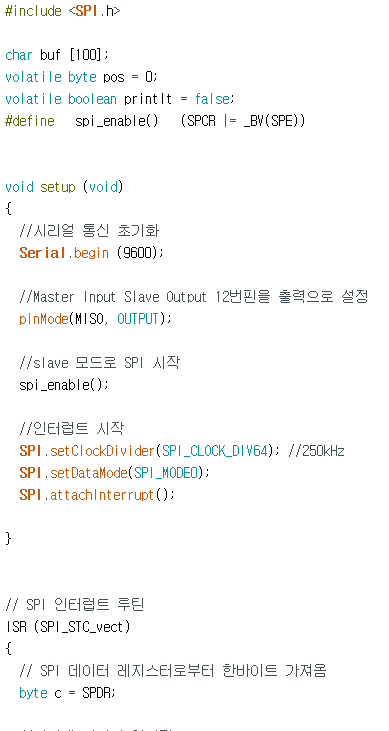 #include <SPI.h>
char buf [100];
volatile byte pos = 0;
volatile boolean printIt = false;
#define   spi_enable()   (SPCR |= _BV(SPE))
void setup (void)
{
//시리얼 통신 초기화
Serial.begin (9600);
//Master Input Slave Output 12번핀을 출력으로 설정
pinMode(MISO, OUTPUT);
//slave 모드로 SPI 시작
spi_enable();
//인터럽트 시작
SPI.setClockDivider(SPI_CLOCK_DIV64); //250kHz
SPI.setDataMode(SPI_MODE0);
SPI.attachInterrupt();
}
// SPI 인터럽트 루틴
ISR (SPI_STC_vect)
{
// SPI 데이터 레지스터로부터 한바이트 가져옴
byte c = SPDR;